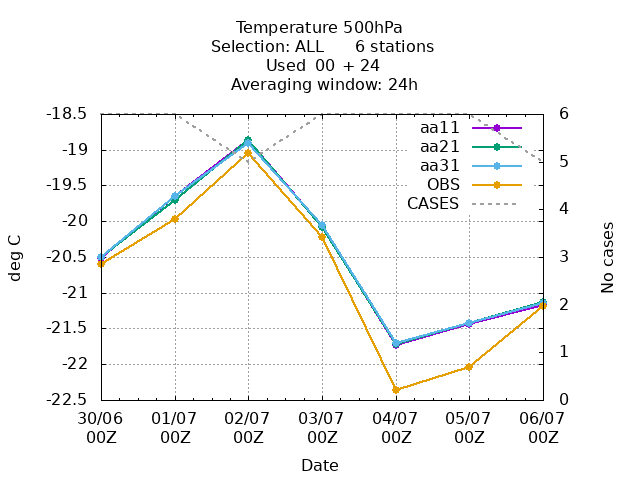 Temperature 500hPa
Selection: ALL 6 stations
Used 00 + 24
Averaging window: 24h
-18.5
-19
-19.5
-20
-20.5
-21
-21.5
-22
-22.5
deg C
6
5
4
3
2
1
0
No cases
aa11
aa21
aa31
OBS
CASES
30/06 01/07 02/07 03/07 04/07 05/07 06/07
00Z 00Z 00Z 00Z 00Z 00Z 00Z
Date